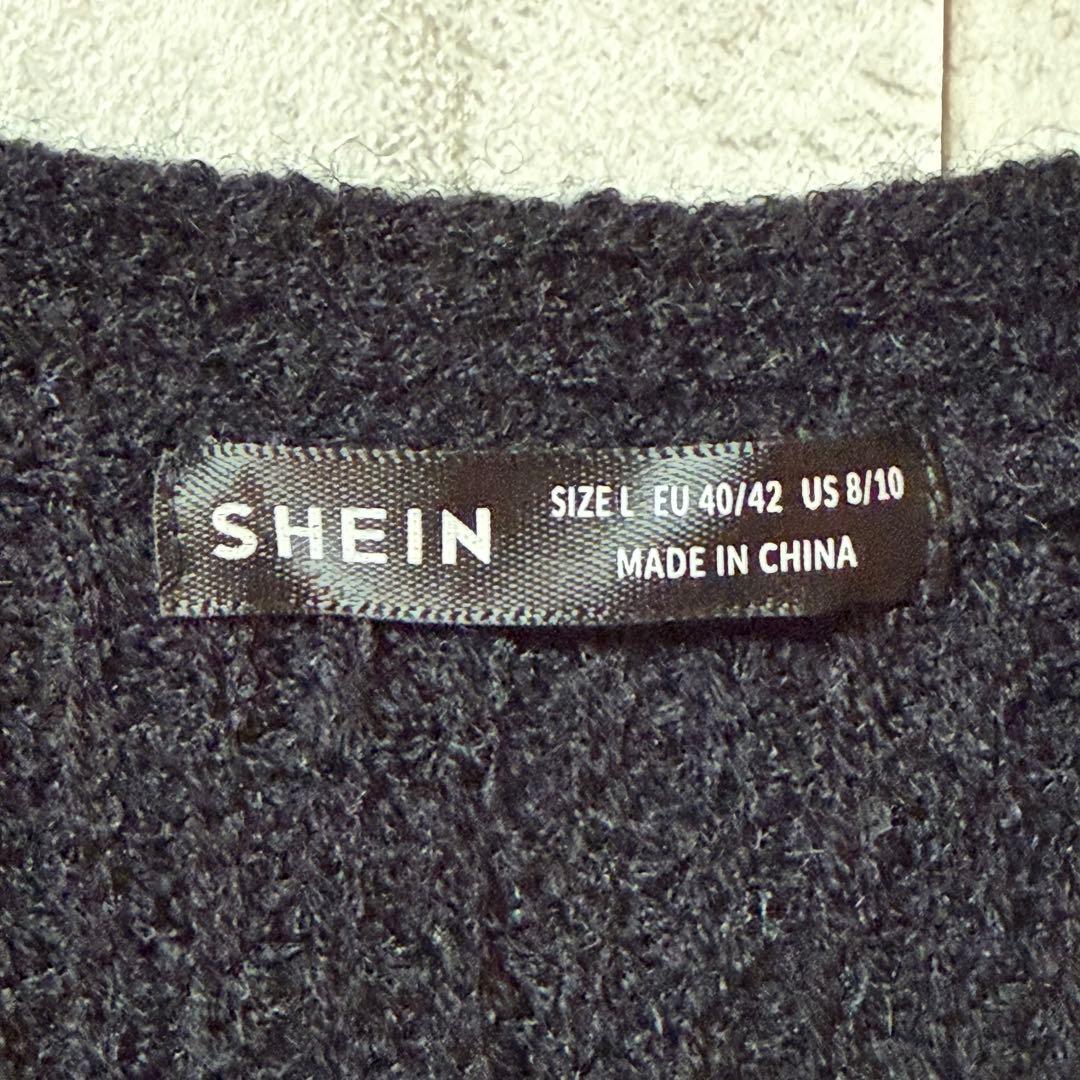 SHEIN
SIZE L EU 40/42 US 8/10
MADE IN CHINA